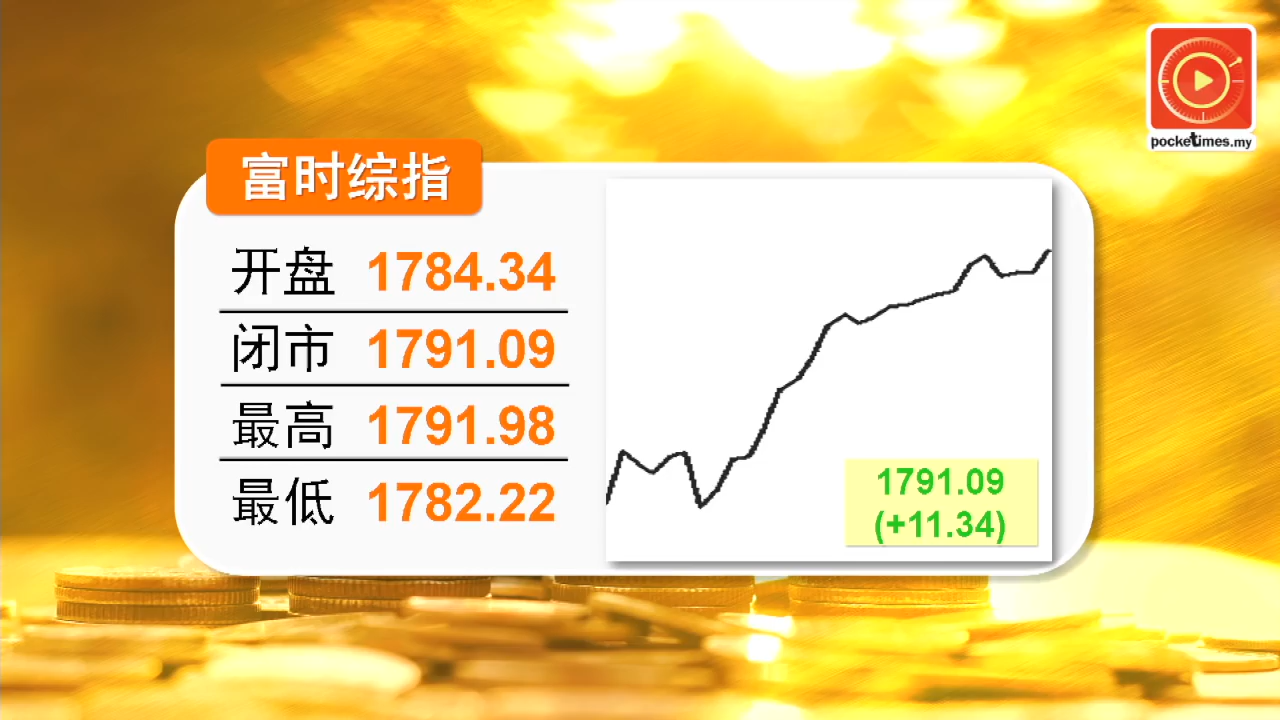 pocketimes.my
富时综指
开盘 1784.34
闭市 1791.09
最高 1791.98
最低 1782.22
1791.09
(+11.34)